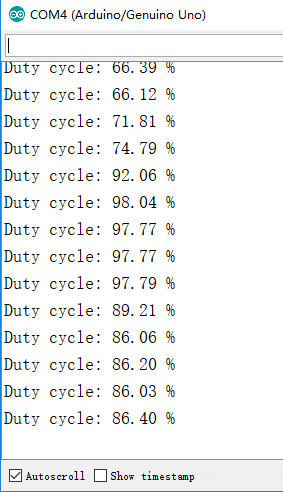 COM4 (Arduino/Genuino Uno)
Duty cycle: 66.39 %
Duty cycle: 66.12 %
Duty cycle: 71.81 %
Duty cycle: 74.79 %
Duty cycle: 92.06 %
Duty cycle: 98.04 %
Duty cycle: 97.77 %
Duty cycle: 97.77 %
Duty cycle: 97.79 %
Duty cycle: 89.21 %
Duty cycle: 86.06 %
Duty cycle: 86.20 %
Duty cycle: 86.03 %
Duty cycle: 86.40 %
Autoscroll Show timestamp